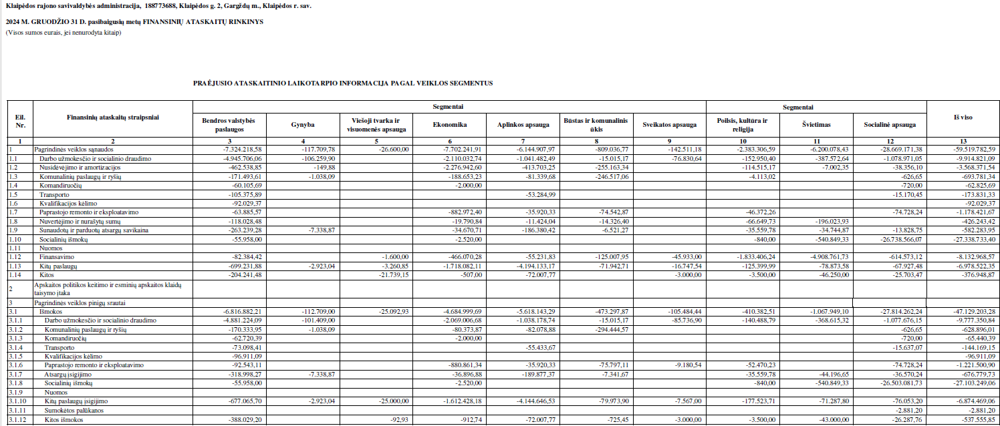 Klaipėdos rajono savivaldybės administracija, 188773688, Klaipėdos g. 2, Gargždų m., Klaipėdos r. sav.
2024 M. GRUODŽIO 31 D. pasibaigusių metų FINANSINIŲ ATASKAITŲ RINKINYS
(Visos sumos eurais, jei nenurodyta kitaip)
PRAĖJUSIO ATASKAITINIO LAIKOTARPIO INFORMACIJA PAGAL VEIKLOS SEGMENTUS
Eil. Nr. Finansinių ataskaitų straipsniai Segmentai Segmentai Iš viso
Bendros valstybės paslaugos Gynyba Viešoji tvarka ir visuomenės apsauga Ekonomika Aplinkos apsauga Būstas ir komunalinis ūkis Sveikatos apsauga Poilsis, kultūra ir religija Švietimas Socialinė apsauga
1 2 3 4 5 6 7 8 9 10 11 12 13
1 Pagrindinės veiklos sąnaudos -7.324.218,58 -117.709,78 -26.600,00 -7.702.241,91 -6.144.907,97 -809.036,77 -142.511,18 -2.383.306,59 -6.200.078,43 -28.669.171,38 -59.519.782,59
1.1 Darbo užmokesčio ir socialinio draudimo -4.945.706,06 -106.259,90 -2.110.032,74 -1.041.482,49 -15.015,17 -76.830,64 -152.950,40 -387.572,64 -1.078.971,05 -9.914.821,09
1.2 Nusidėvėjimo ir amortizacijos -462.538,85 -149,88 -2.276.942,60 -413.703,25 -255.163,34 -114.515,17 -7.002,35 -38.356,10 -3.568.371,54
1.3 Komunalinių paslaugų ir ryšių -171.493,61 -1.038,09 -188.653,23 -81.339,68 -246.517,06 -4.113,02 -626,65 -693.781,34
1.4 Komandiruočių -60.105,69 -2.000,00 -720,00 -62.825,69
1.5 Transporto -105.375,89 -53.284,99 -15.170,45 -173.831,33
1.6 Kvalifikacijos kėlimo -92.029,37 -92.029,37
1.7 Paprastojo remonto ir eksploatavimo -63.885,57 -882.972,40 -35.920,33 -74.542,87 -46.372,26 -74.728,24 -1.178.421,67
1.8 Nuvertėjimo ir nurašytų sumų -118.028,48 -19.790,84 -11.424,04 -14.326,40 -66.649,73 -196.023,93 -426.243,42
1.9 Sunaudotų ir parduotų atsargų savikaina -263.239,28 -7.338,87 -34.670,71 -186.380,42 -6.521,27 -35.559,78 -34.744,87 -13.828,75 -582.283,95
1.10 Socialinių išmokų -55.958,00 -2.520,00 -840,00 -540.849,33 -26.738.566,07 -27.338.733,40
1.11 Nuomos
1.12 Finansavimo -82.384,42 -1.600,00 -466.070,28 -55.231,83 -125.007,95 -45.933,00 -1.833.406,24 -4.908.761,73 -614.573,12 -8.132.968,57
1.13 Kitų paslaugų -699.231,88 -2.923,04 -3.260,85 -1.718.082,11 -4.194.133,17 -71.942,71 -16.747,54 -125.399,99 -78.873,58 -67.927,48 -6.978.522,35
1.14 Kitos -204.241,48 -21.739,15 -507,00 -72.007,77 -3.000,00 -3.500,00 -46.250,00 -25.703,47 -376.948,87
2 Apskaitos politikos keitimo ir esminių apskaitos klaidų taisymo įtaka
3 Pagrindinės veiklos pinigų srautai
3.1 Išmokos -6.816.882,21 -112.709,00 -25.092,93 -4.684.999,69 -5.618.143,29 -473.297,87 -105.484,44 -410.382,51 -1.067.949,10 -27.814.262,24 -47.129.203,28
3.1.1 Darbo užmokesčio ir socialinio draudimo -4.881.224,09 -101.409,00 -2.069.006,68 -1.038.178,74 -15.015,17 -85.736,90 -140.488,79 -368.615,32 -1.077.676,15 -9.777.350,84
3.1.2 Komunalinių paslaugų ir ryšių -170.333,95 -1.038,09 -80.373,87 -82.078,88 -294.444,57 -626,65 -628.896,01
3.1.3 Komandiruočių -62.720,39 -2.000,00 -720,00 -65.440,39
3.1.4 Transporto -73.098,41 -55.433,67 -15.637,07 -144.169,15
3.1.5 Kvalifikacijos kėlimo -96.911,09 -96.911,09
3.1.6 Paprastojo remonto ir eksploatavimo -92.543,11 -880.861,34 -35.920,33 -75.797,11 -9.180,54 -52.470,23 -74.728,24 -1.221.500,90
3.1.7 Atsargų įsigijimo -318.998,27 -7.338,87 -36.896,88 -189.877,37 -7.341,67 -35.559,78 -44.196,65 -36.570,24 -676.779,73
3.1.8 Socialinių išmokų -55.958,00 -2.520,00 -840,00 -540.849,33 -26.503.081,73 -27.103.249,06
3.1.9 Nuomos
3.1.10 Kitų paslaugų įsigijimo -677.065,70 -2.923,04 -25.000,00 -1.612.428,18 -4.144.646,53 -79.973,90 -7.567,00 -177.523,71 -71.287,80 -76.053,20 -6.874.469,06
3.1.11 Sumokėtos palūkanos -2.881,20 -2.881,20
3.1.12 Kitos išmokos -388.029,20 -92,93 -912,74 -72.007,77 -725,45 -3.000,00 -3.500,00 -43.000,00 -26.287,76 -537.555,85